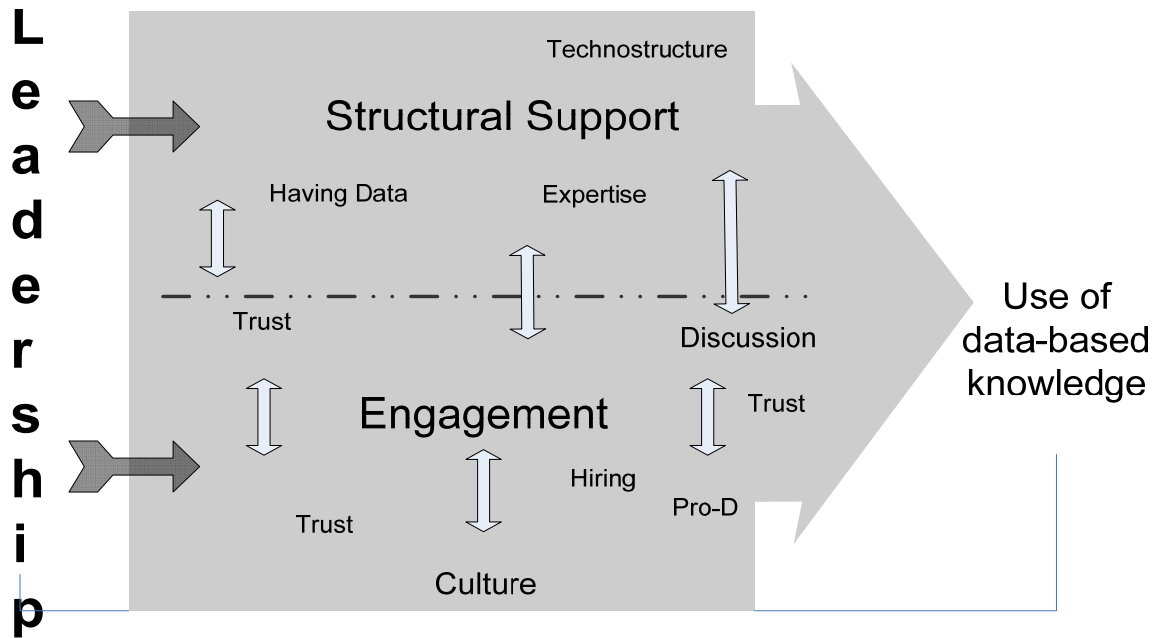 Leadership
Technostructure
Structural Support
Having Data
Expertise
Trust
Discussion
Use of
data-based
knowledge
Engagement
Trust
Hiring
Pro-D
Trust
Culture